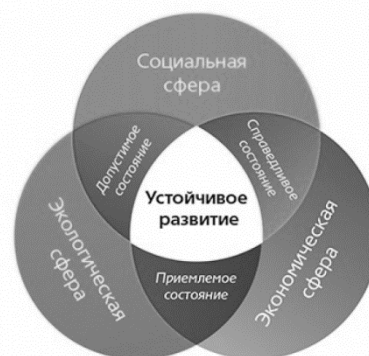 Социальная
сфера
Допустимое
состояние
Справедливое
состояние
Устойчивое
развитие
Экологическая
сфера
Приемлемое
состояние
Экономическая
сфера